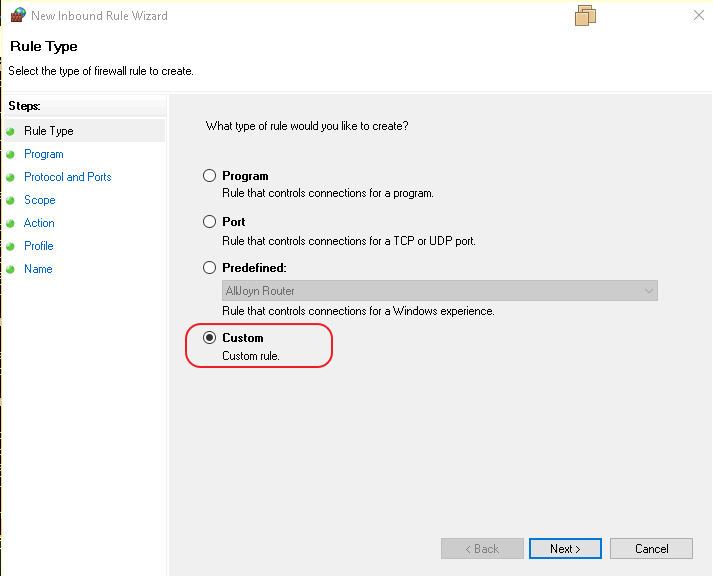 New Inbound Rule Wizard
Rule Type
Select the type of firewall rule to create.
Steps:
Rule Type
Program
Protocol and Ports
Scope
Action
Profile
Name
What type of rule would you like to create?
Program
Rule that controls connections for a program.
Port
Rule that controls connections for a TCP or UDP port.
Predefined:
AllJoyn Router
Rule that controls connections for a Windows experience.
Custom
Custom rule.
< Back
Next >
Cancel